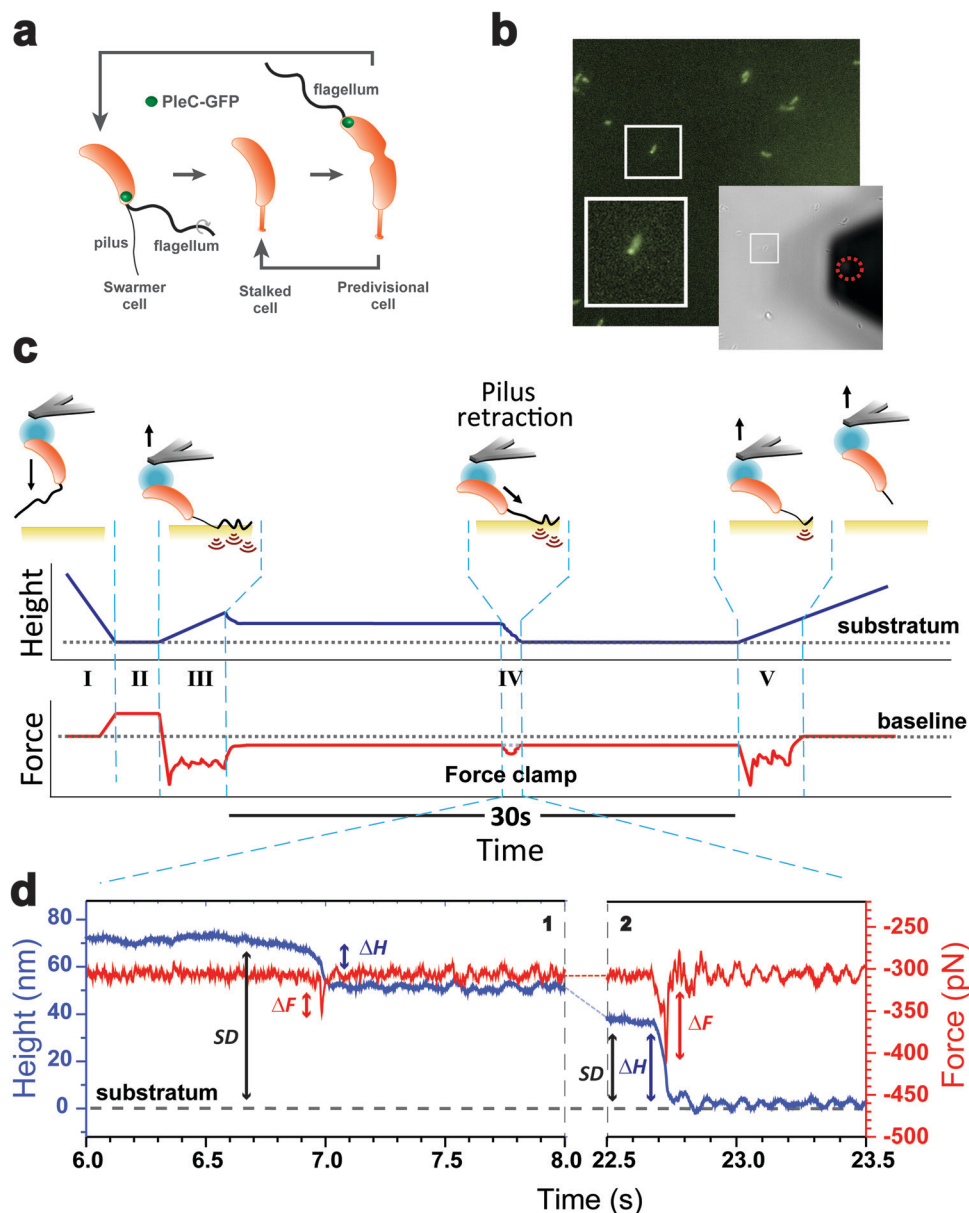 a
PleC-GFP
flagellum
pilus
flagellum
Swarmer
cell
Stalked
cell
Predivisional
cell
b
c
Pilus
retraction
Height
substratum
I II III IV V
Force
baseline
Force clamp
30s
Time
d
Height (nm)
80
60
40
20
0
1
2
ΔH
ΔF
SD
substratum
SD
ΔH
ΔF
-250
-300
-350
-400
-450
-500
Force (pN)
6.0 6.5 7.0 7.5 8.0 22.5 23.0 23.5
Time (s)